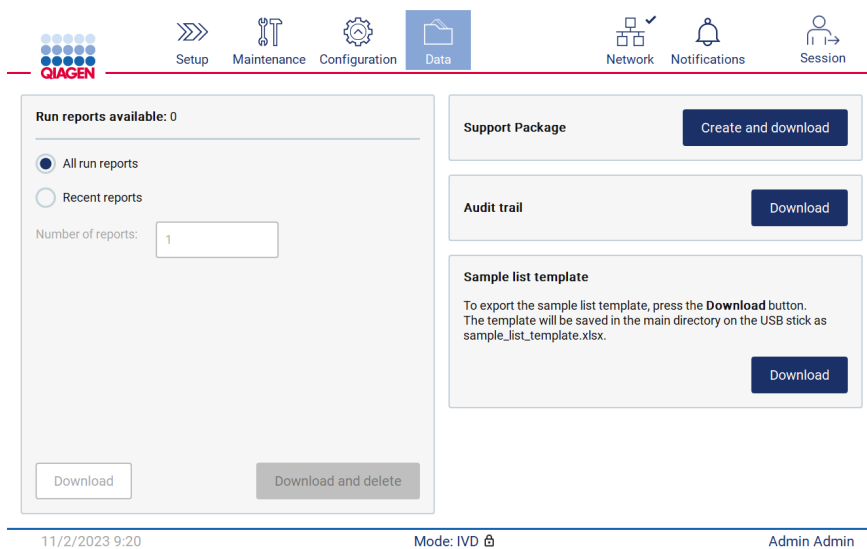 QIAGEN
Setup
Maintenance
Configuration
Data
Network
Notifications
Session
Run reports available: 0
All run reports
Recent reports
Number of reports:
1
Download
Download and delete
Support Package
Create and download
Audit trail
Download
Sample list template
To export the sample list template, press the Download button.
The template will be saved in the main directory on the USB stick as
sample_list_template.xlsx.
Download
11/2/2023 9:20
Mode: IVD
Admin Admin